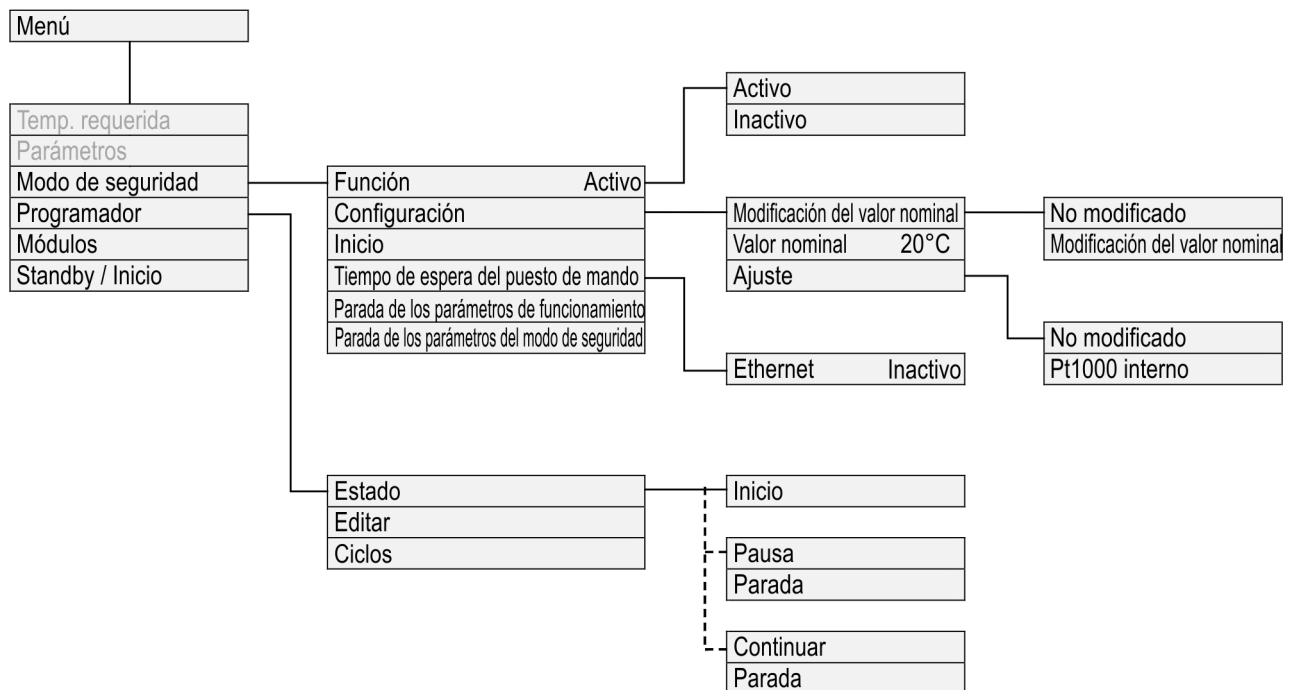 Menú
Temp. requerida
Parámetros
Modo de seguridad
Programador
Módulos
Standby / Inicio
Función Activo
Configuración
Inicio
Tiempo de espera del puesto de mando
Parada de los parámetros de funcionamiento
Parada de los parámetros del modo de seguridad
Activo
Inactivo
Modificación del valor nominal
Valor nominal 20°C
Ajuste
No modificado
Modificación del valor nominal
No modificado
Pt1000 interno
Ethernet Inactivo
Estado
Editar
Ciclos
Inicio
Pausa
Parada
Continuar
Parada